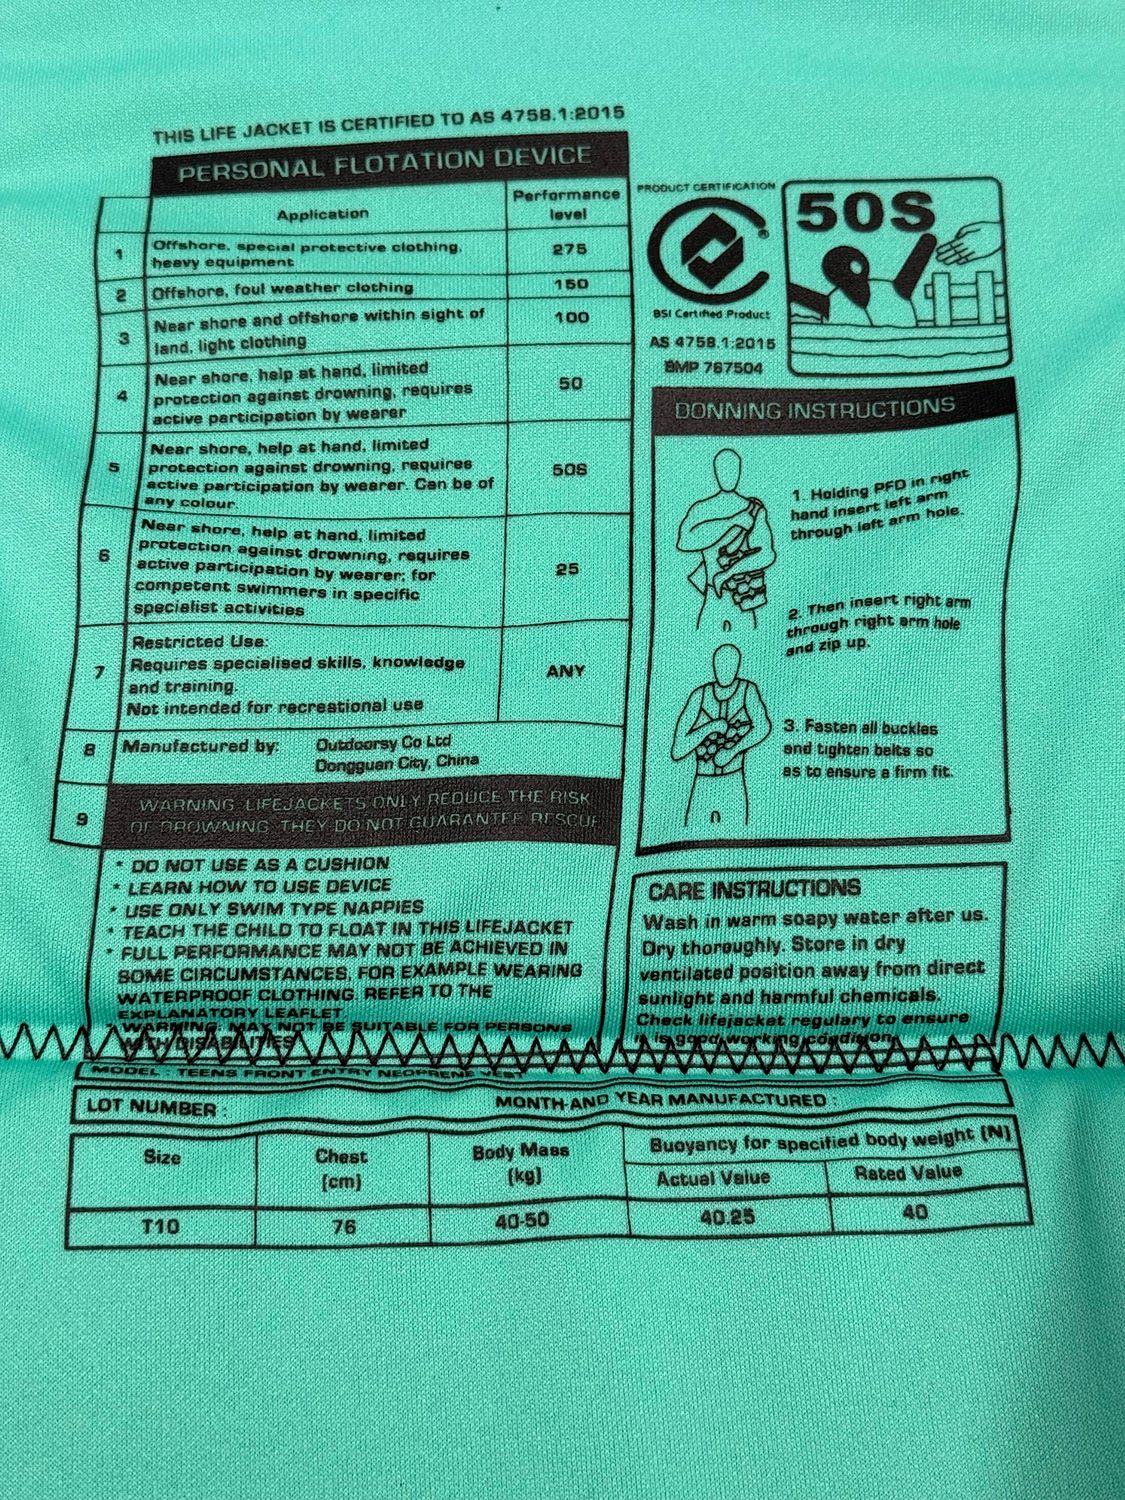 THIS LIFE JACKET IS CERTIFIED TO AS 4758.1:2015
PERSONAL FLOTATION DEVICE
Application
Performance
level
1
Offshore, special protective clothing,
heavy equipment
275
2
Offshore, foul weather clothing
150
3
Near shore and offshore within sight of
land, light clothing
100
4
Near shore, help at hand, limited
protection against drowning, requires
active participation by wearer
50
5
Near shore, help at hand, limited
protection against drowning, requires
active participation by wearer. Can be of
any colour.
50S
6
Near shore, help at hand, limited
protection against drowning, requires
active participation by wearer; for
competent swimmers in specific
specialist activities
25
7
Restricted Use:
Requires specialised skills, knowledge
and training.
Not intended for recreational use
ANY
8
Manufactured by: Outdoorsy Co Ltd
Dongguan City, China
9
WARNING: LIFEJACKETS ONLY REDUCE THE RISK
OF DROWNING. THEY DO NOT GUARANTEE RESCUE
* DO NOT USE AS A CUSHION
* LEARN HOW TO USE DEVICE
* USE ONLY SWIM TYPE NAPPIES
* TEACH THE CHILD TO FLOAT IN THIS LIFEJACKET
* FULL PERFORMANCE MAY NOT BE ACHIEVED IN
SOME CIRCUMSTANCES, FOR EXAMPLE WEARING
WATERPROOF CLOTHING. REFER TO THE
EXPLANATORY LEAFLET.
* WARNING: MAY NOT BE SUITABLE FOR PERSONS
WITH DISABILITIES
PRODUCT CERTIFICATION
®
BSI Certified Product
AS 4758.1:2015
BMP 767504
50S
DONNING INSTRUCTIONS
1. Holding PFD in right
hand insert left arm
through left arm hole.
2. Then insert right arm
through right arm hole
and zip up.
3. Fasten all buckles
and tighten belts so
as to ensure a firm fit.
CARE INSTRUCTIONS
Wash in warm soapy water after us.
Dry thoroughly. Store in dry
ventilated position away from direct
sunlight and harmful chemicals.
Check lifejacket regulary to ensure
it is good working condition.
MODEL : TEENS FRONT ENTRY NEOPRENE VEST
LOT NUMBER :
MONTH AND YEAR MANUFACTURED :
Size
Chest
(cm)
Body Mass
(kg)
Buoyancy for specified body weight (N)
Actual Value
Rated Value
T10
76
40-50
40.25
40